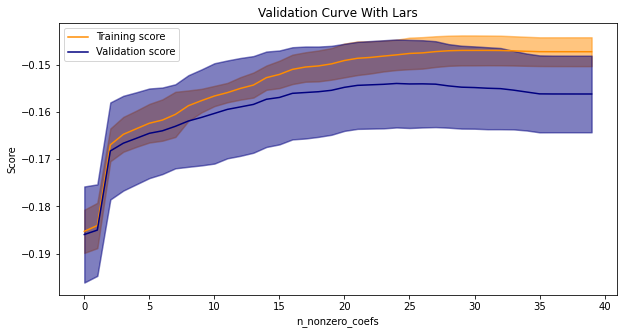 Validation Curve With Lars
Training score
Validation score
Score
−0.15
−0.16
−0.17
−0.18
−0.19
0 5 10 15 20 25 30 35 40
n_nonzero_coefs